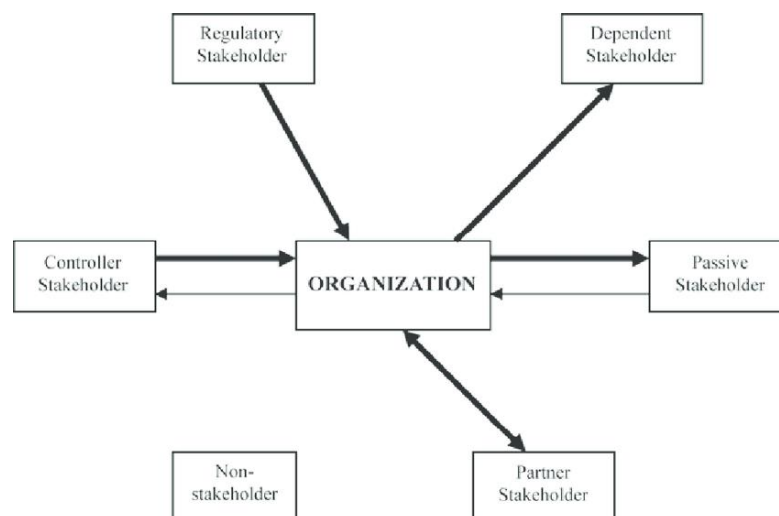 Regulatory
Stakeholder
Dependent
Stakeholder
Controller
Stakeholder
ORGANIZATION
Passive
Stakeholder
Non-
stakeholder
Partner
Stakeholder